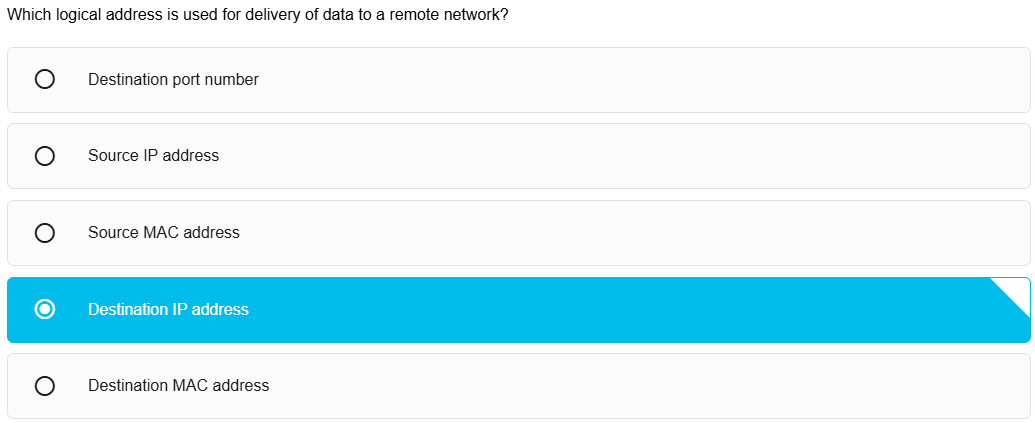 Which logical address is used for delivery of data to a remote network?
Destination port number
Source IP address
Source MAC address
Destination IP address
Destination MAC address